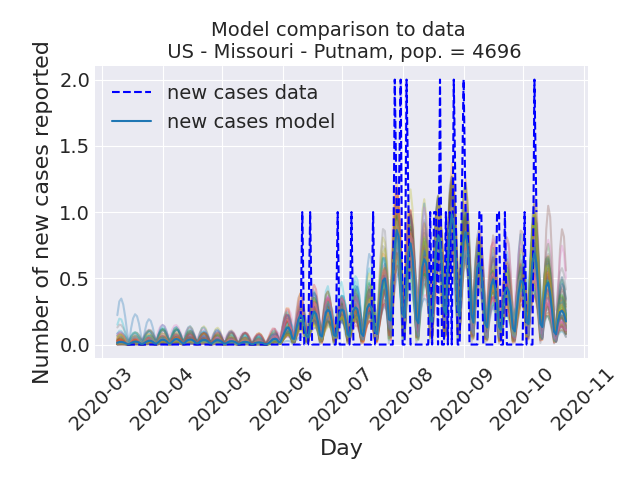 Model comparison to data
US - Missouri - Putnam, pop. = 4696
Number of new cases reported
2.0
1.5
1.0
0.5
0.0
new cases data
new cases model
2020-03
2020-04
2020-05
2020-06
2020-07
2020-08
2020-09
2020-10
2020-11
Day